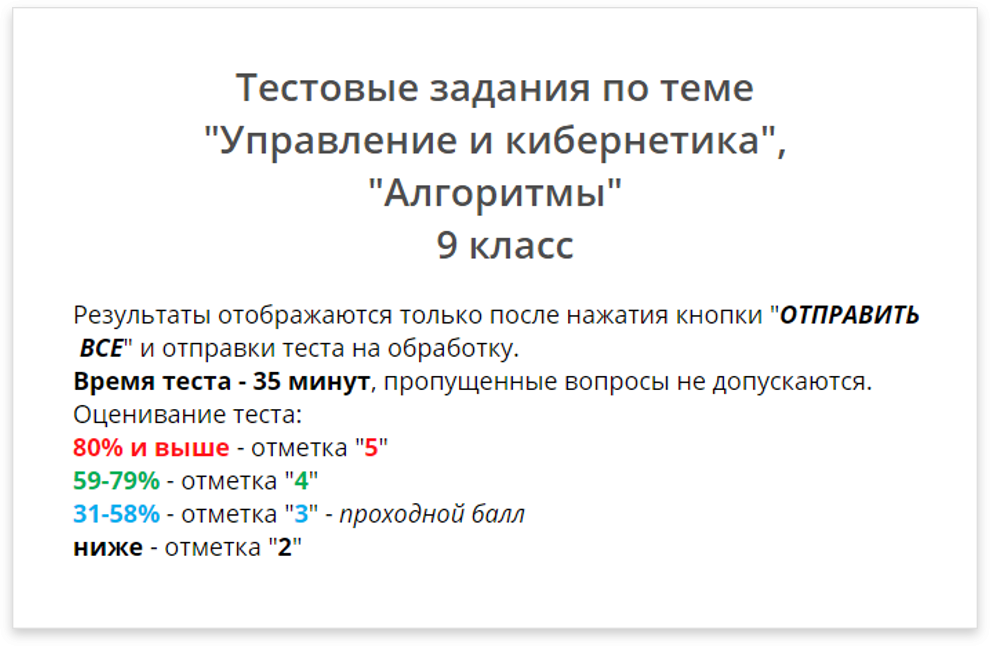 Тестовые задания по теме
"Управление и кибернетика",
"Алгоритмы"
9 класс
Результаты отображаются только после нажатия кнопки "ОТПРАВИТЬ
ВСЕ" и отправки теста на обработку.
Время теста - 35 минут, пропущенные вопросы не допускаются.
Оценивание теста:
80% и выше - отметка "5"
59-79% - отметка "4"
31-58% - отметка "3" - проходной балл
ниже - отметка "2"